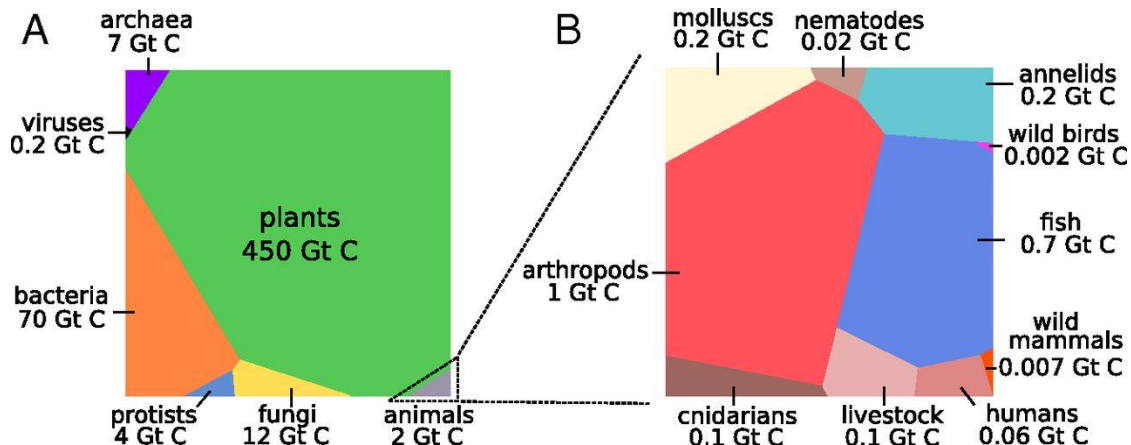 A
archaea
7 Gt C
viruses
0.2 Gt C
plants
450 Gt C
bacteria
70 Gt C
protists
4 Gt C
fungi
12 Gt C
animals
2 Gt C
B
molluscs
0.2 Gt C
nematodes
0.02 Gt C
annelids
0.2 Gt C
wild birds
0.002 Gt C
fish
0.7 Gt C
arthropods
1 Gt C
wild
mammals
0.007 Gt C
cnidarians
0.1 Gt C
livestock
0.1 Gt C
humans
0.06 Gt C